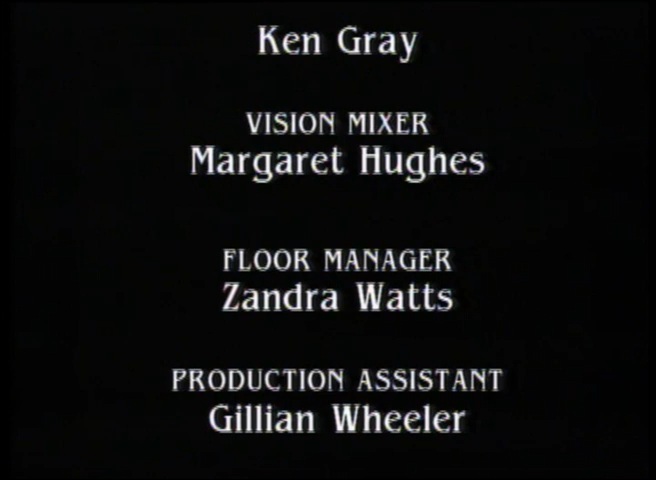 Ken Gray
VISION MIXER
Margaret Hughes
FLOOR MANAGER
Zandra Watts
PRODUCTION ASSISTANT
Gillian Wheeler